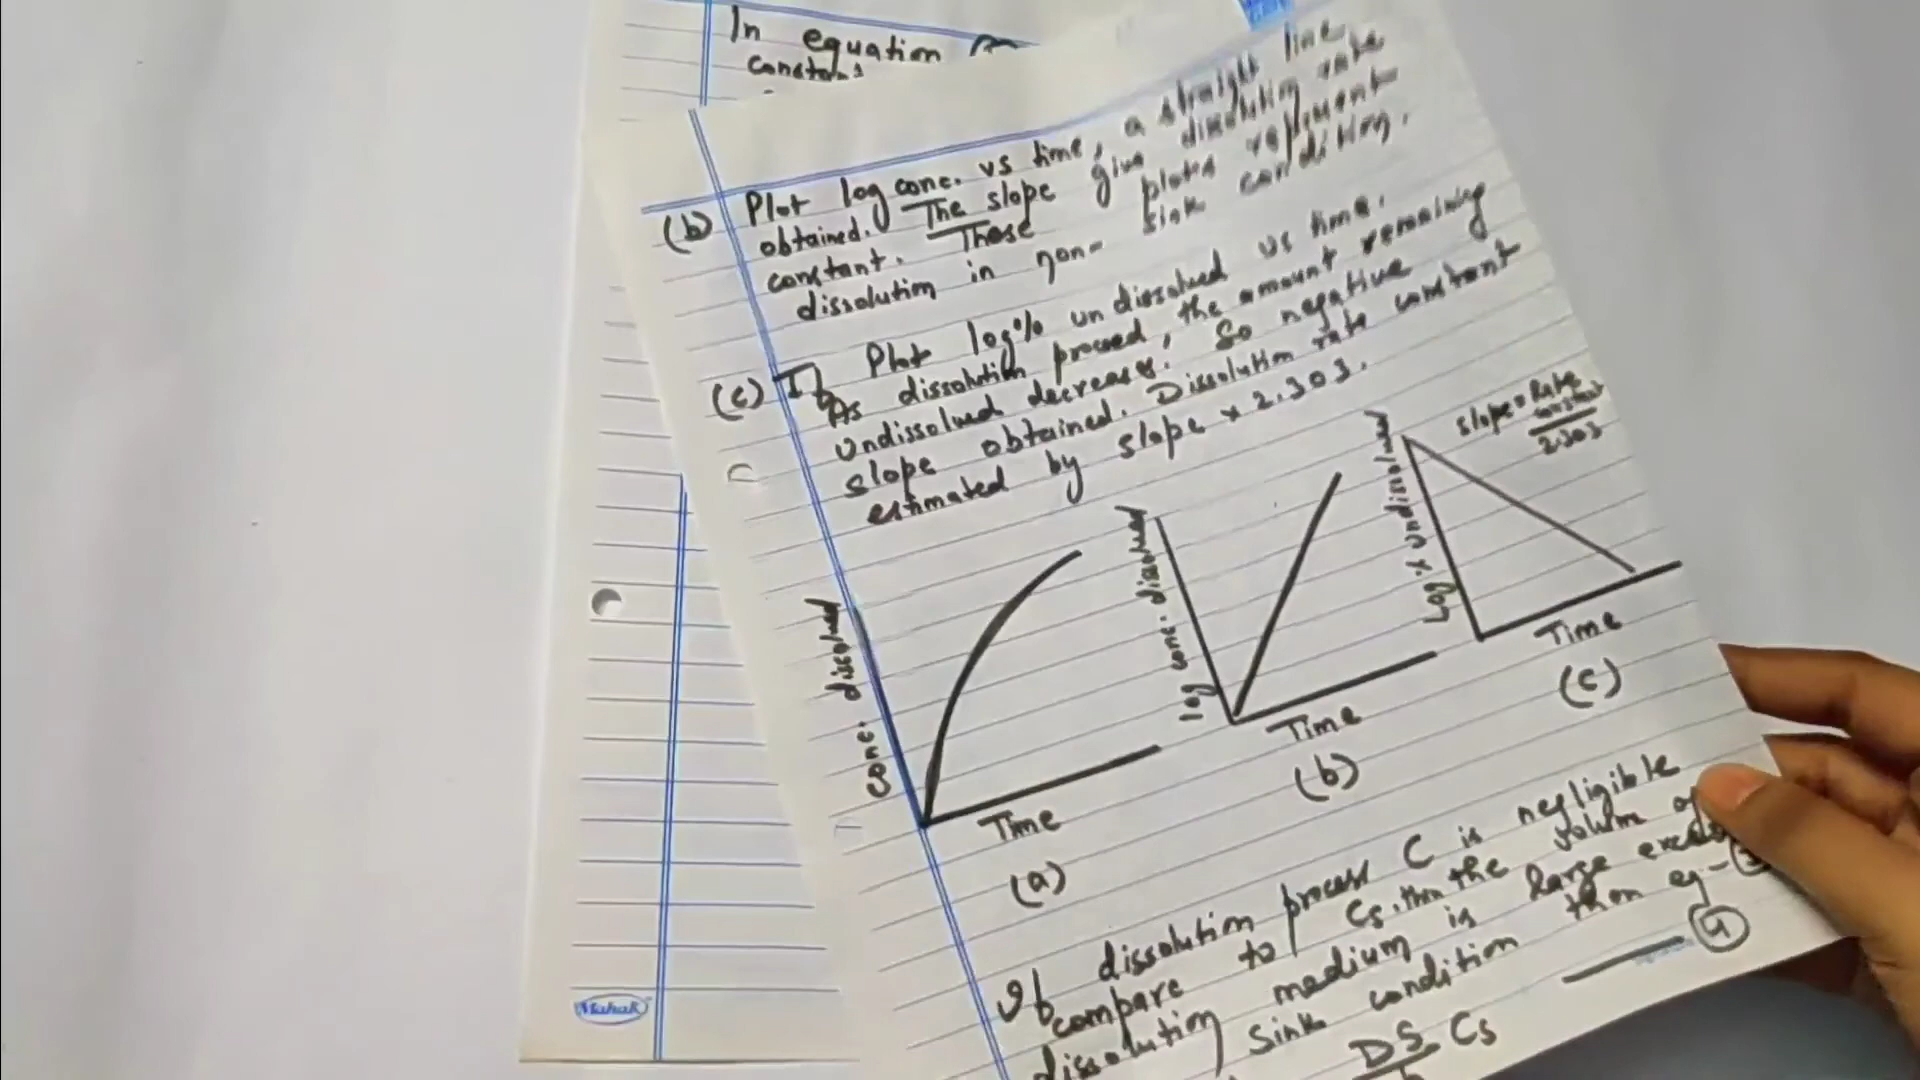 In equation
constant
(b) Plot log conc. vs time, a straight line
obtained. The slope give dissolution rate
constant. These plots represent
dissolution in non- sink condition.
(c) If Plot log% undissolved vs time.
As dissolution proceed, the amount remaining
undissolved decreases. So negative
slope obtained. Dissolution rate constant
estimated by slope × 2.303.
conc. dissolved
Time
(a)
log conc. dissolved
Time
(b)
log % undissolved
slope = Rate
constant
2.303
Time
(c)
If dissolution process C is negligible
compare to Cs. then the volum of
dissolution medium is large excess
sink condition then eq-
4
DS Cs
h
Mahak